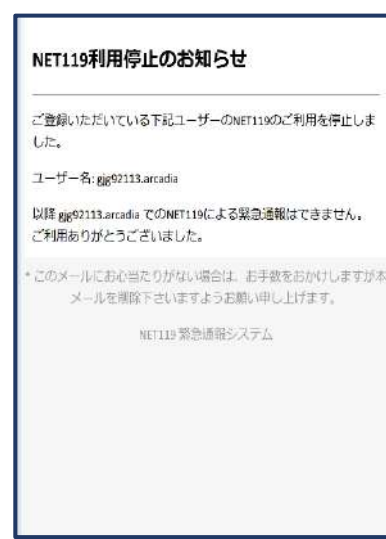 NET119利用停止のお知らせ
ご登録いただいている下記ユーザーのNET119のご利用を停止しま
した。
ユーザー名: gjg92113.arcadia
以降 gjg92113.arcadia でのNET119による緊急通報はできません。
ご利用ありがとうございました。
* このメールにお心当たりがない場合は、お手数をおかけしますが本
メールを削除下さいますようお願い申し上げます。
NET119 緊急通報システム